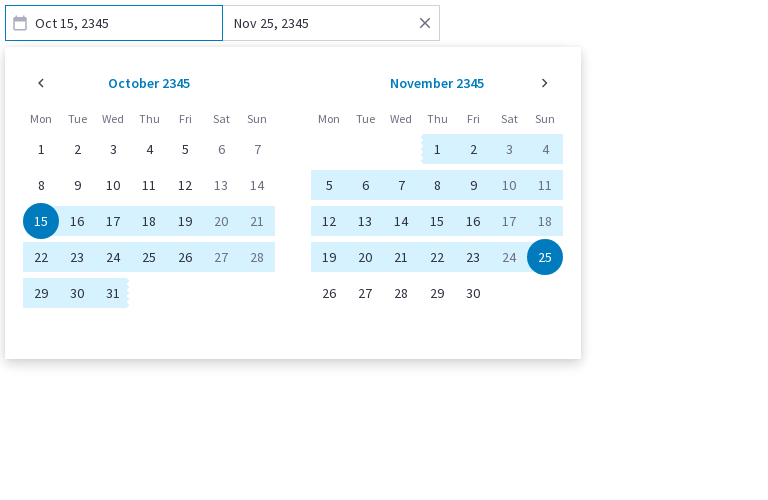 Oct 15, 2345 Nov 25, 2345
October 2345 November 2345
Mon Tue Wed Thu Fri Sat Sun Mon Tue Wed Thu Fri Sat Sun
1 2 3 4 5 6 7 1 2 3 4
8 9 10 11 12 13 14 5 6 7 8 9 10 11
15 16 17 18 19 20 21 12 13 14 15 16 17 18
22 23 24 25 26 27 28 19 20 21 22 23 24 25
29 30 31 26 27 28 29 30